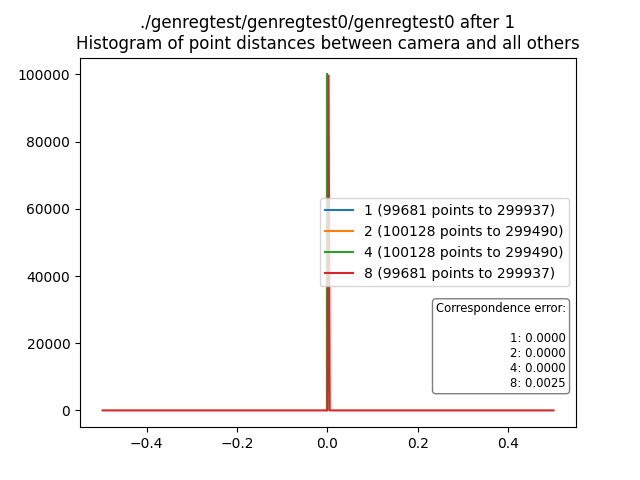 ./genregtest/genregtest0/genregtest0 after 1
Histogram of point distances between camera and all others
100000
80000
60000
40000
20000
0
1 (99681 points to 299937)
2 (100128 points to 299490)
4 (100128 points to 299490)
8 (99681 points to 299937)
Correspondence error:
1: 0.0000
2: 0.0000
4: 0.0000
8: 0.0025
−0.4 −0.2 0.0 0.2 0.4